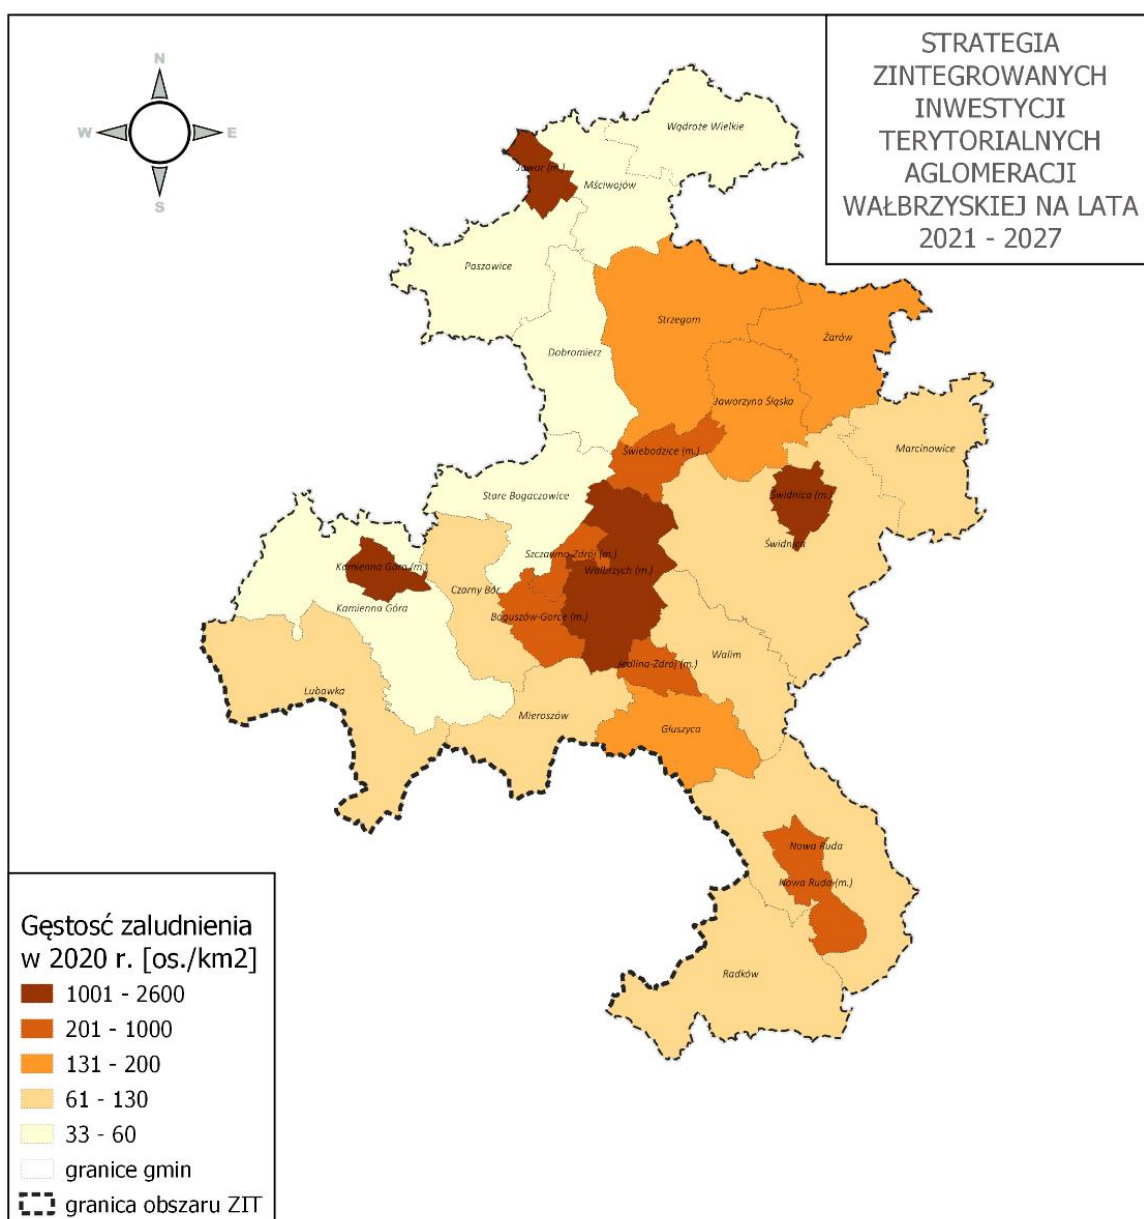 STRATEGIA
ZINTEGROWANYCH
INWESTYCJI
TERYTORIALNYCH
AGLOMERACJI
WAŁBRZYSKIEJ NA LATA
2021 - 2027
N
W
E
S
Wądroże Wielkie
Jawor (m.)
Mściwojów
Paszowice
Strzegom
Żarów
Dobromierz
Jaworzyna Śląska
Świebodzice (m.)
Marcinowice
Stare Bogaczowice
Świdnica (m.)
Świdnica
Szczawno-Zdrój (m.)
Kamienna Góra (m.)
Wałbrzych (m.)
Czarny Bór
Kamienna Góra
Boguszów-Gorce (m.)
Walim
Jedlina-Zdrój (m.)
Lubawka
Mieroszów
Głuszyca
Nowa Ruda
Nowa Ruda (m.)
Radków
Gęstosć zaludnienia
w 2020 r. [os./km2]
1001 - 2600
201 - 1000
131 - 200
61 - 130
33 - 60
granice gmin
granica obszaru ZIT